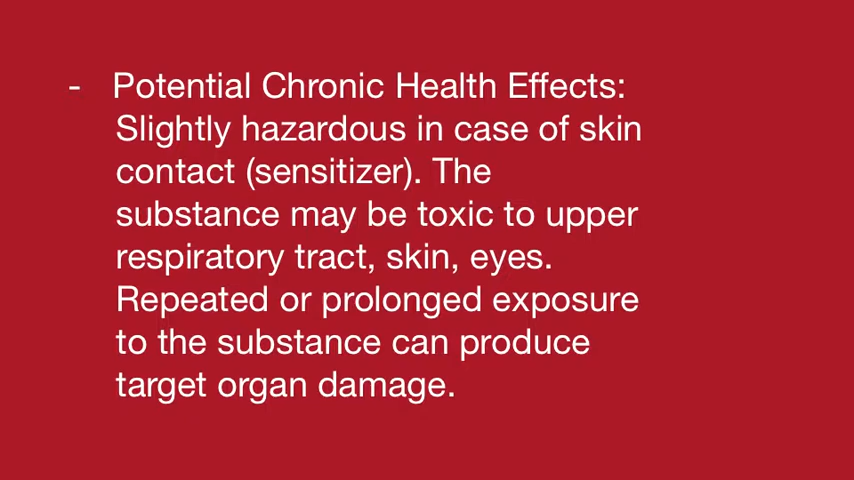 - Potential Chronic Health Effects:
Slightly hazardous in case of skin
contact (sensitizer). The
substance may be toxic to upper
respiratory tract, skin, eyes.
Repeated or prolonged exposure
to the substance can produce
target organ damage.